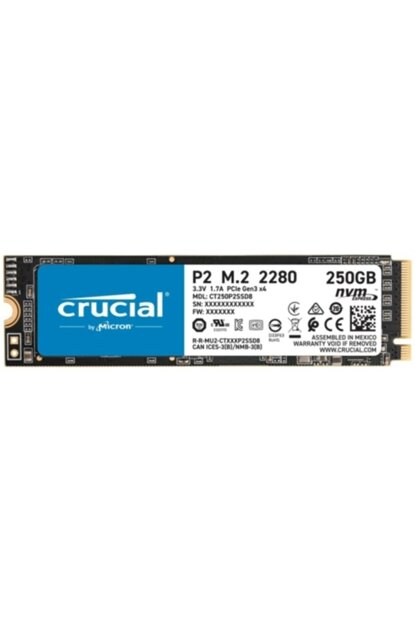 crucial
by Micron
P2 M.2 2280 250GB
3.3V 1.7A PCIe Gen3 x4
nvm EXPRESS
MDL: CT250P2SSD8
SN: XXXXXXXXXXXX
FW: XXXXXXX
R-R-MU2-CTXXXP2SSD8
CAN ICES-3(B)/NMB-3(B)
ASSEMBLED IN MEXICO
WARRANTY VOID IF REMOVED
WWW.CRUCIAL.COM